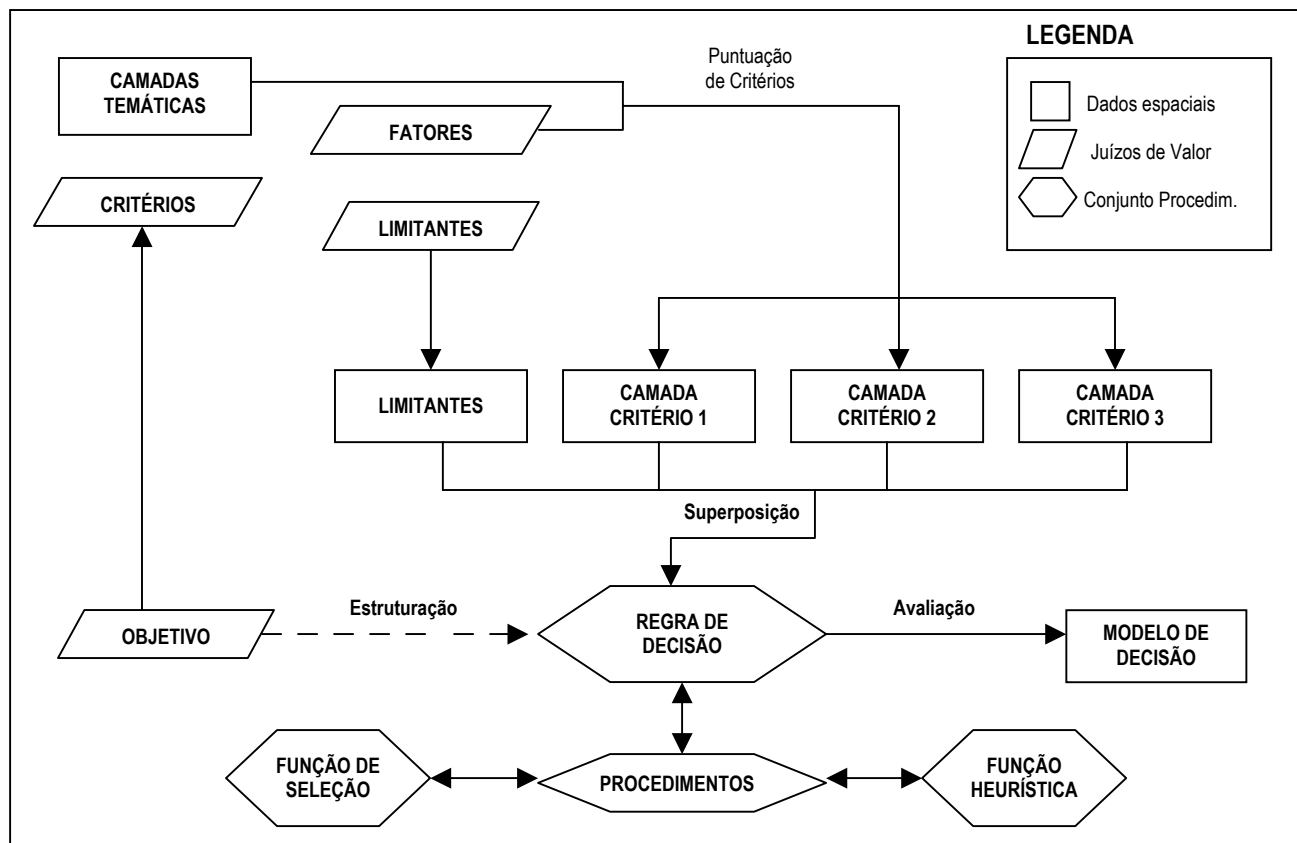 LEGENDA
Puntuação
de Critérios
CAMADAS
TEMÁTICAS
Dados espaciais
FATORES
Juízos de Valor
CRITÉRIOS
Conjunto Procedim.
LIMITANTES
LIMITANTES
CAMADA
CRITÉRIO 1
CAMADA
CRITÉRIO 2
CAMADA
CRITÉRIO 3
Superposição
Estruturação
Avaliação
OBJETIVO
REGRA DE
DECISÃO
MODELO DE
DECISÃO
FUNÇÃO DE
SELEÇÃO
PROCEDIMENTOS
FUNÇÃO
HEURÍSTICA